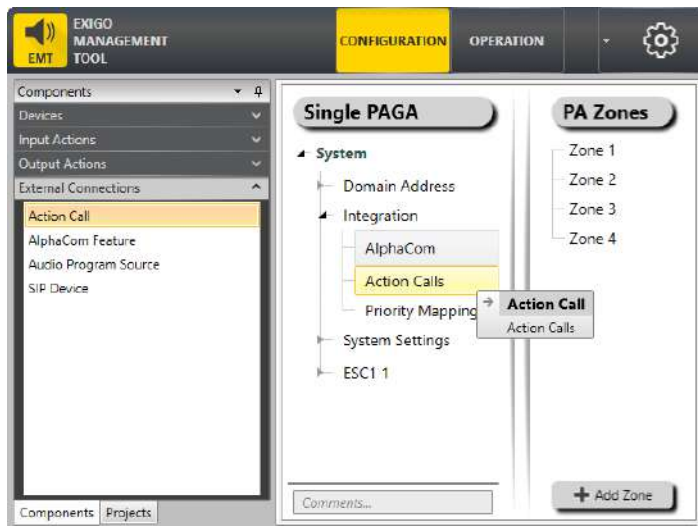 EXIGO
MANAGEMENT
TOOL
EMT
CONFIGURATION
OPERATION
Components
Devices
Input Actions
Output Actions
External Connections
Action Call
AlphaCom Feature
Audio Program Source
SIP Device
Components
Projects
Single PAGA
System
Domain Address
Integration
AlphaCom
Action Calls
Priority Mapping
System Settings
ESC1 1
Action Call
Action Calls
Comments...
PA Zones
Zone 1
Zone 2
Zone 3
Zone 4
Add Zone